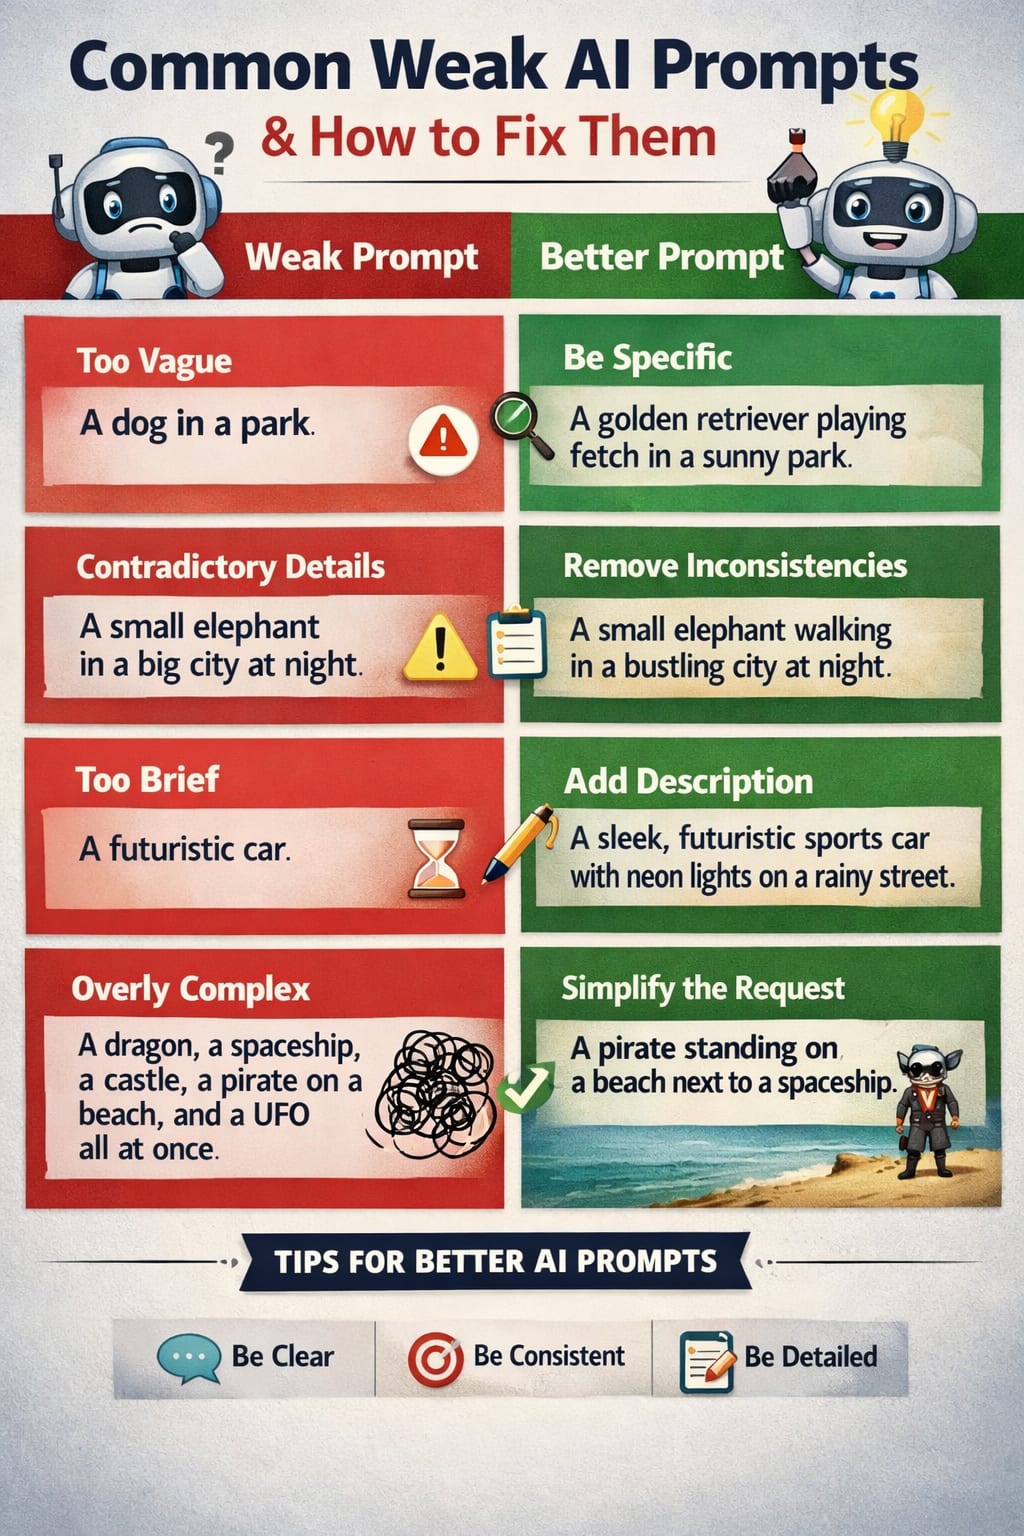 Common Weak AI Prompts
& How to Fix Them
?
Weak Prompt
Better Prompt
Too Vague
A dog in a park.
Be Specific
A golden retriever playing
fetch in a sunny park.
Contradictory Details
A small elephant
in a big city at night.
Remove Inconsistencies
A small elephant walking
in a bustling city at night.
Too Brief
A futuristic car.
Add Description
A sleek, futuristic sports car
with neon lights on a rainy street.
Overly Complex
A dragon, a spaceship,
a castle, a pirate on a
beach, and a UFO
all at once.
Simplify the Request
A pirate standing on
a beach next to a spaceship.
TIPS FOR BETTER AI PROMPTS
Be Clear
Be Consistent
Be Detailed